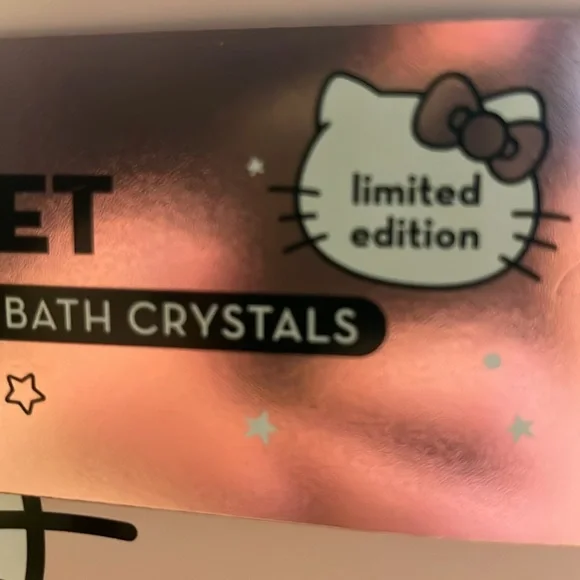 ET
BATH CRYSTALS
limited
edition